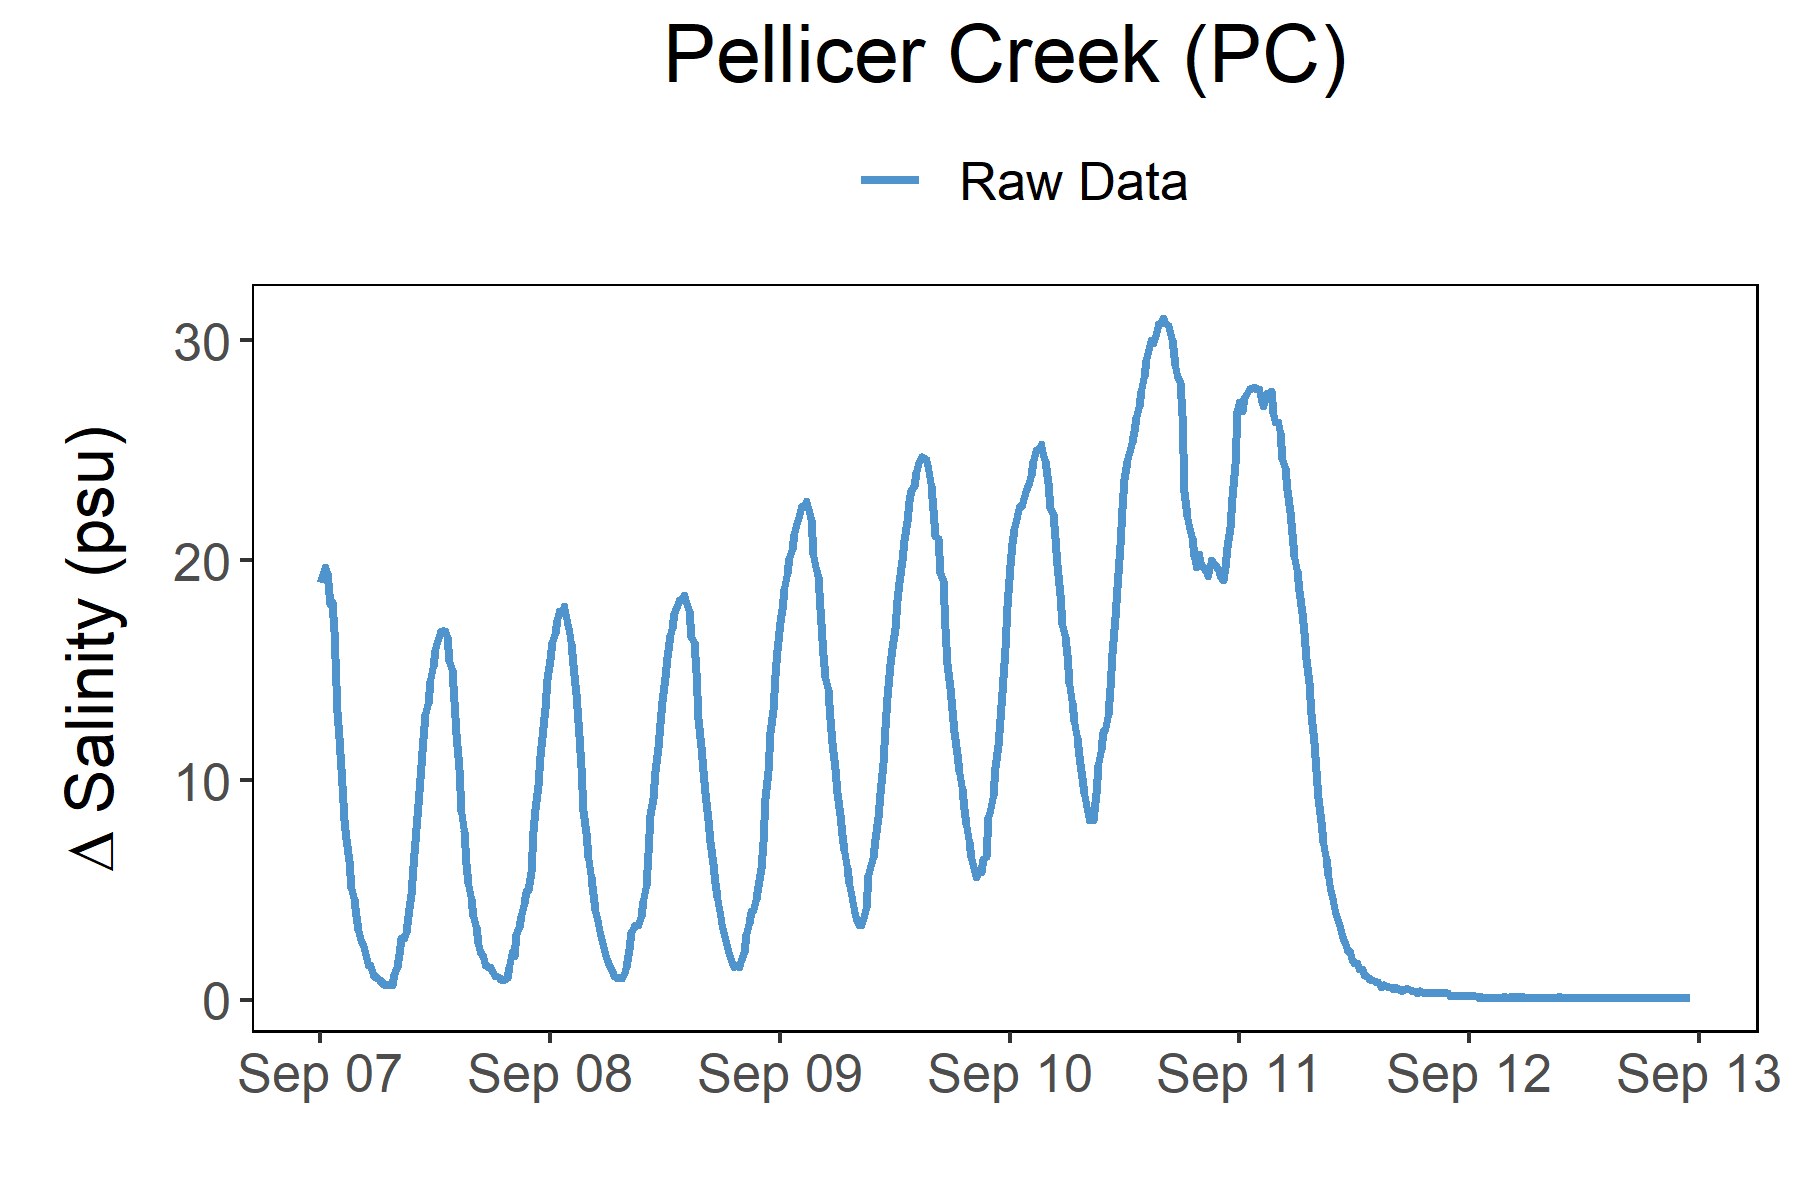 Pellicer Creek (PC)
Raw Data
Δ Salinity (psu)
30
20
10
0
Sep 07 Sep 08 Sep 09 Sep 10 Sep 11 Sep 12 Sep 13